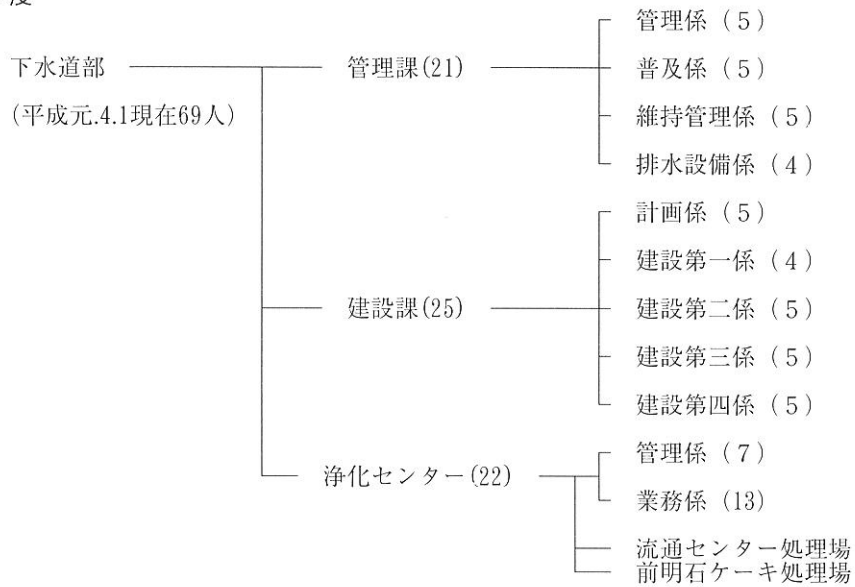 下水道部
(平成元.4.1現在69人)
管理課(21)
管理係(5)
普及係(5)
維持管理係(5)
排水設備係(4)
建設課(25)
計画係(5)
建設第一係(4)
建設第二係(5)
建設第三係(5)
建設第四係(5)
浄化センター(22)
管理係(7)
業務係(13)
流通センター処理場
前明石ケーキ処理場